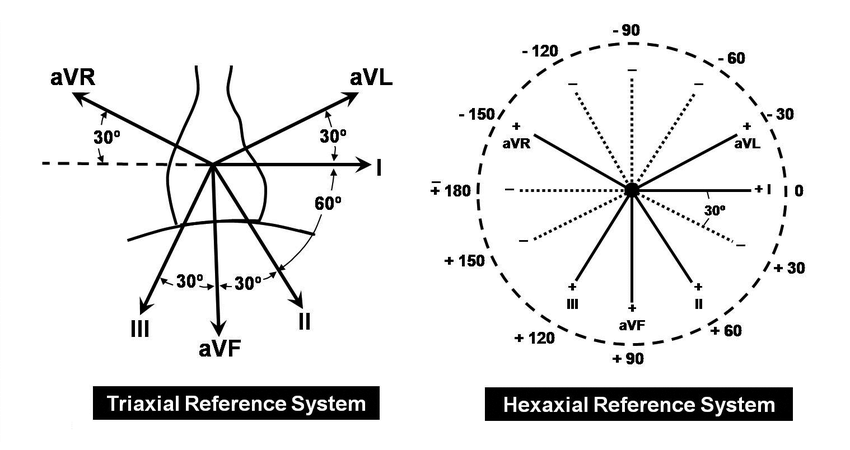 aVR
aVL
30º
30º
I
60º
30º
30º
III
II
aVF
Triaxial Reference System
- 90
- 120
- 60
- 150
- 30
+
aVR
+
aVL
∓ 180
+ I
0
30º
+ 150
+ 30
+
III
+
aVF
+
II
+ 120
+ 60
+ 90
Hexaxial Reference System